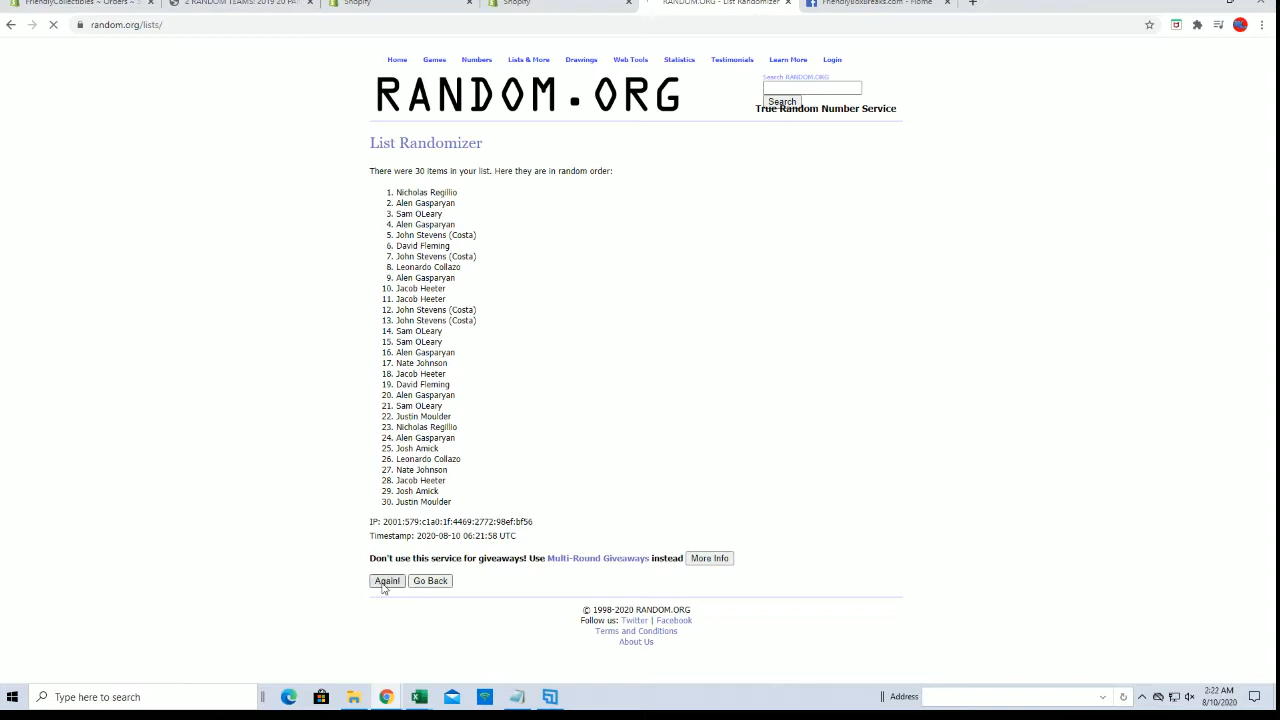 FriendlyCollectibles ~ Orders ~ S
2 RANDOM TEAMS: 2019 20 PA
Shopify
Shopify
RANDOM.ORG - List Randomizer
FriendlyBoxBreaks.com - Home
random.org/lists/
Home Games Numbers Lists & More Drawings Web Tools Statistics Testimonials Learn More Login
RANDOM.ORG
Search RANDOM.ORG
Search
True Random Number Service
List Randomizer
There were 30 items in your list. Here they are in random order:
1. Nicholas Regillio
2. Alen Gasparyan
3. Sam OLeary
4. Alen Gasparyan
5. John Stevens (Costa)
6. David Fleming
7. John Stevens (Costa)
8. Leonardo Collazo
9. Alen Gasparyan
10. Jacob Heeter
11. Jacob Heeter
12. John Stevens (Costa)
13. John Stevens (Costa)
14. Sam OLeary
15. Sam OLeary
16. Alen Gasparyan
17. Nate Johnson
18. Jacob Heeter
19. David Fleming
20. Alen Gasparyan
21. Sam OLeary
22. Justin Moulder
23. Nicholas Regillio
24. Alen Gasparyan
25. Josh Amick
26. Leonardo Collazo
27. Nate Johnson
28. Jacob Heeter
29. Josh Amick
30. Justin Moulder
IP: 2001:579:c1a0:1f:4469:2772:98ef:bf56
Timestamp: 2020-08-10 06:21:58 UTC
Don't use this service for giveaways! Use Multi-Round Giveaways instead More Info
Again! Go Back
© 1998-2020 RANDOM.ORG
Follow us: Twitter | Facebook
Terms and Conditions
About Us
Type here to search
Address
2:22 AM
8/10/2020